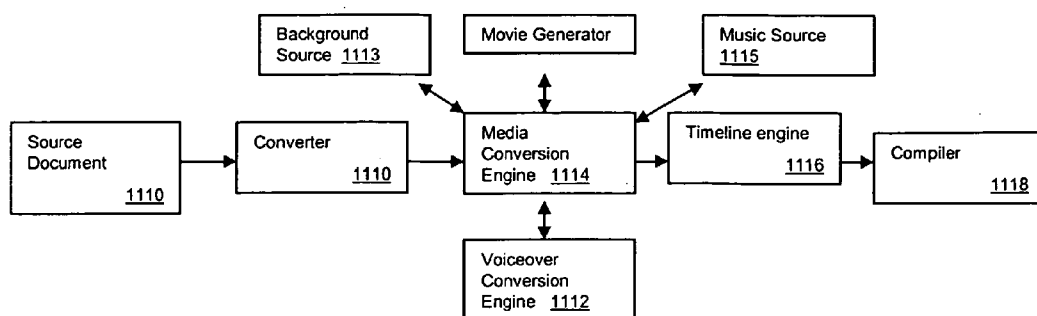 Background
Source 1113
Movie Generator
Music Source
1115
Source
Document
1110
Converter
1110
Media
Conversion
Engine 1114
Timeline engine
1116
Compiler
1118
Voiceover
Conversion
Engine 1112